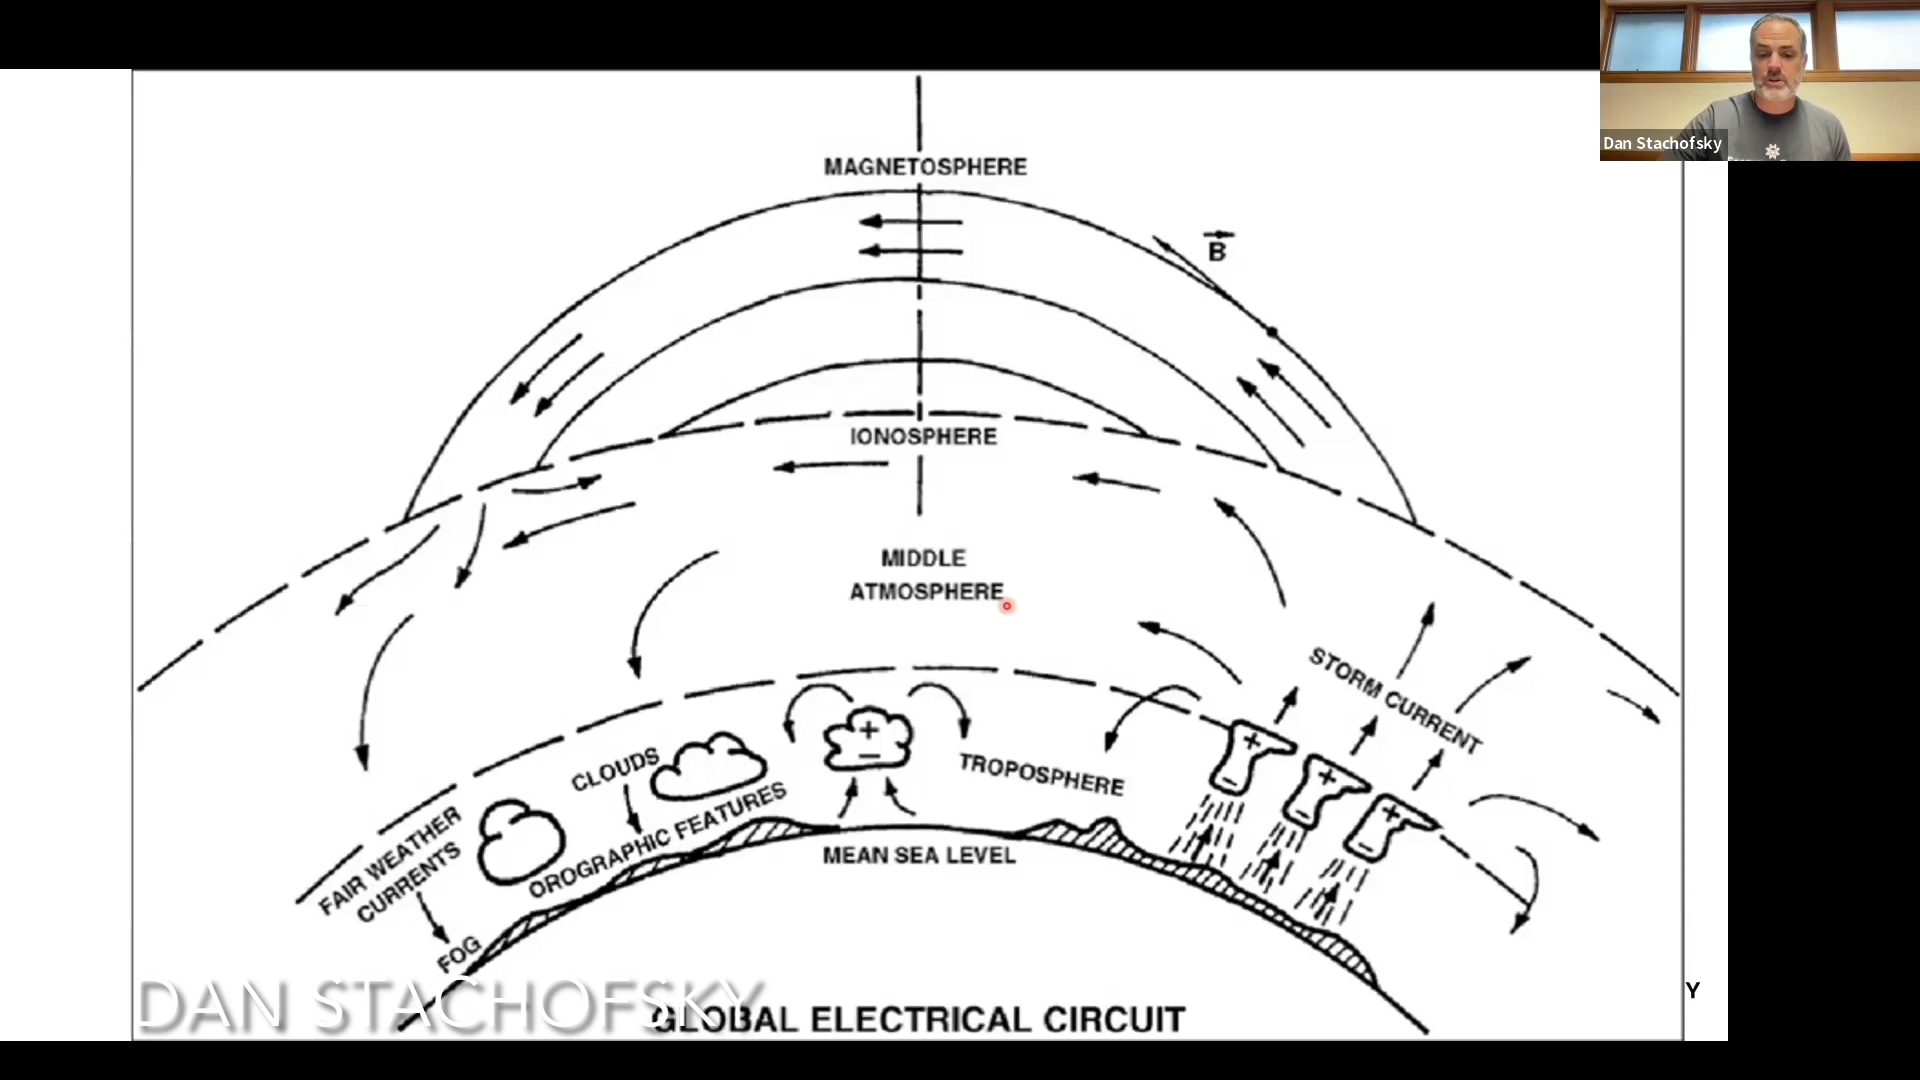 Dan Stachofsky
MAGNETOSPHERE
B
IONOSPHERE
MIDDLE
ATMOSPHERE
STORM CURRENT
+
−
CLOUDS
TROPOSPHERE
+
−
+
−
+
−
OROGRAPHIC FEATURES
FAIR WEATHER
CURRENTS
MEAN SEA LEVEL
FOG
Y
DAN STACHOFSKY
GLOBAL ELECTRICAL CIRCUIT